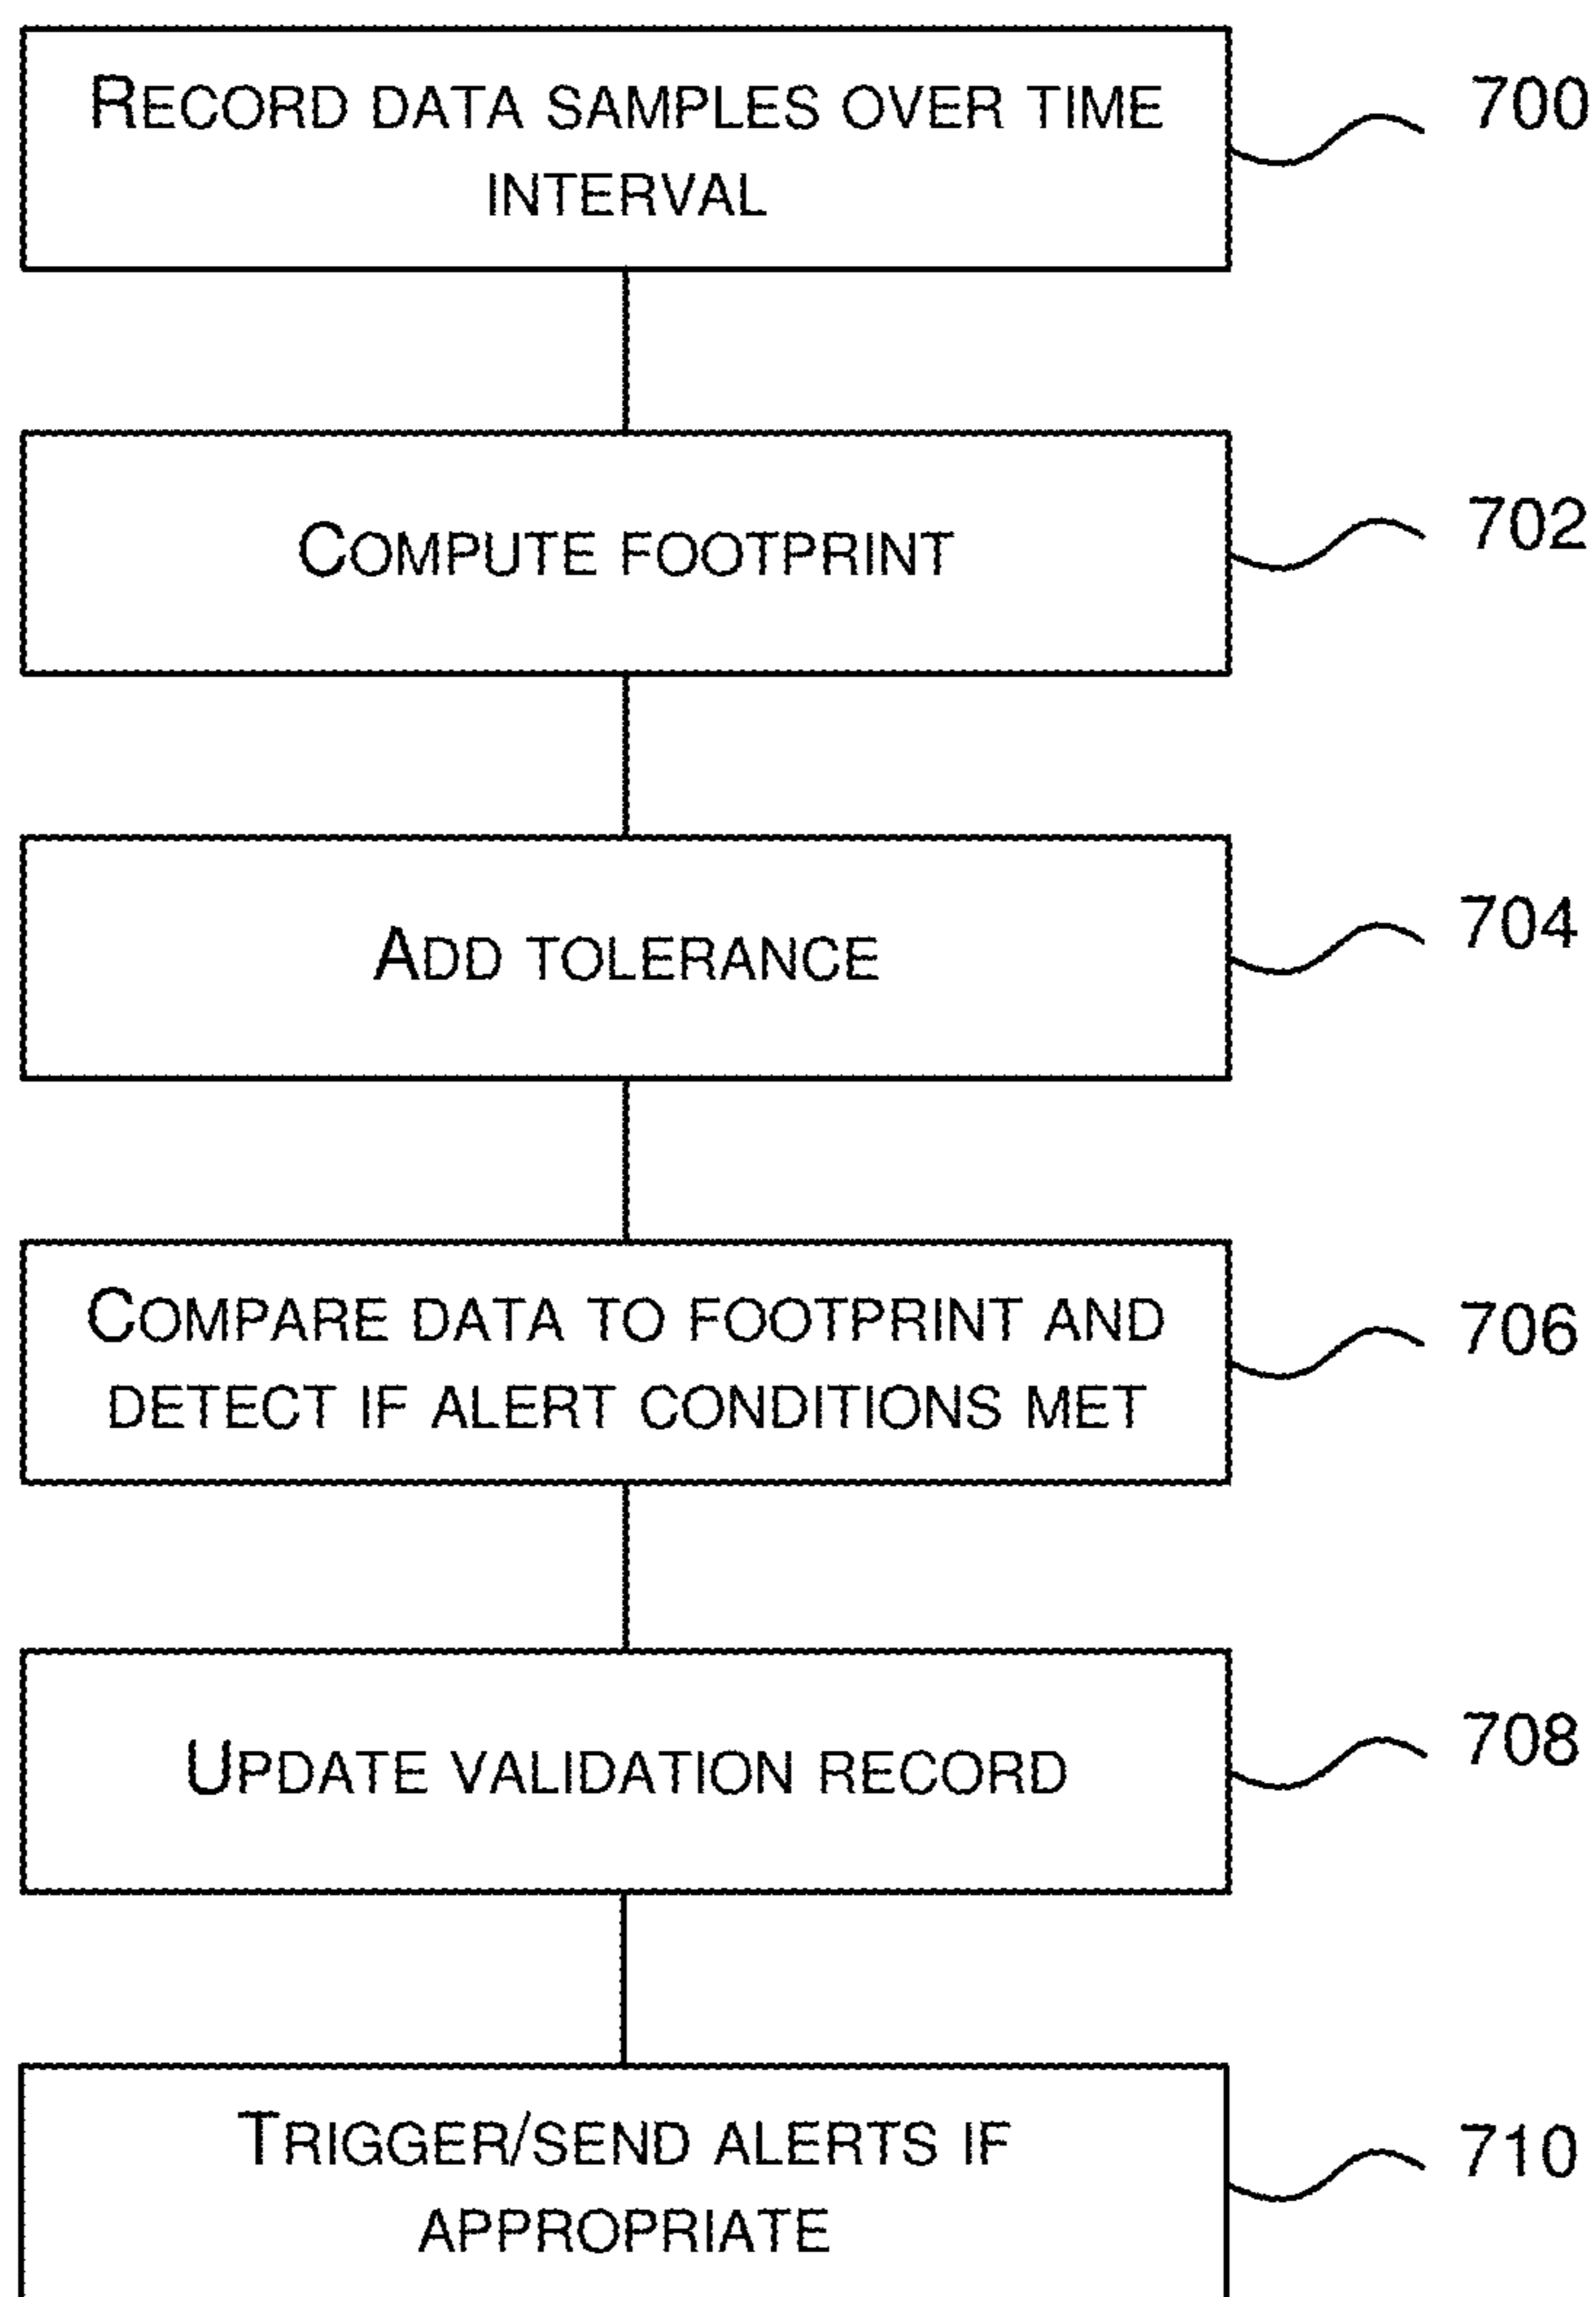 RECORD DATA SAMPLES OVER TIME
INTERVAL
700
COMPUTE FOOTPRINT
702
ADD TOLERANCE
704
COMPARE DATA TO FOOTPRINT AND
DETECT IF ALERT CONDITIONS MET
706
UPDATE VALIDATION RECORD
708
TRIGGER/SEND ALERTS IF
APPROPRIATE
710